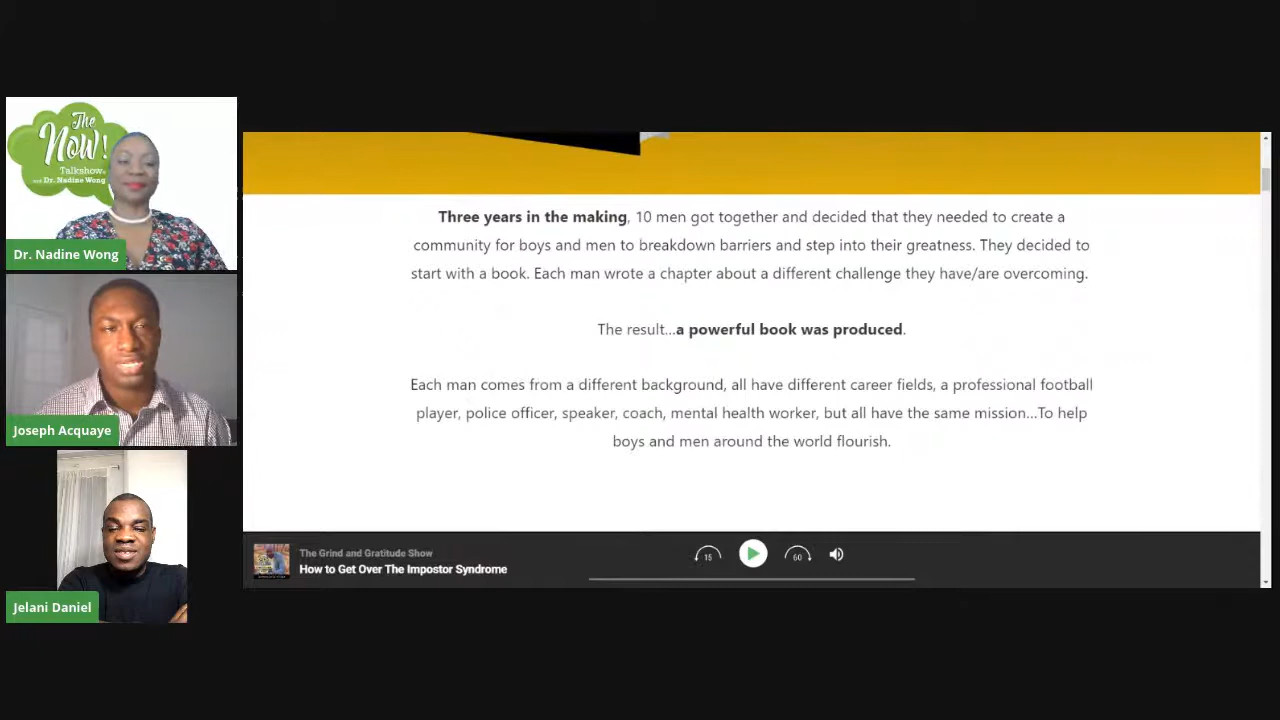 The
Now!
Talkshow
with Dr. Nadine Wong
Dr. Nadine Wong
Joseph Acquaye
Jelani Daniel
Three years in the making, 10 men got together and decided that they needed to create a
community for boys and men to breakdown barriers and step into their greatness. They decided to
start with a book. Each man wrote a chapter about a different challenge they have/are overcoming.
The result...a powerful book was produced.
Each man comes from a different background, all have different career fields, a professional football
player, police officer, speaker, coach, mental health worker, but all have the same mission...To help
boys and men around the world flourish.
The Grind and Gratitude Show
How to Get Over The Impostor Syndrome
15
60